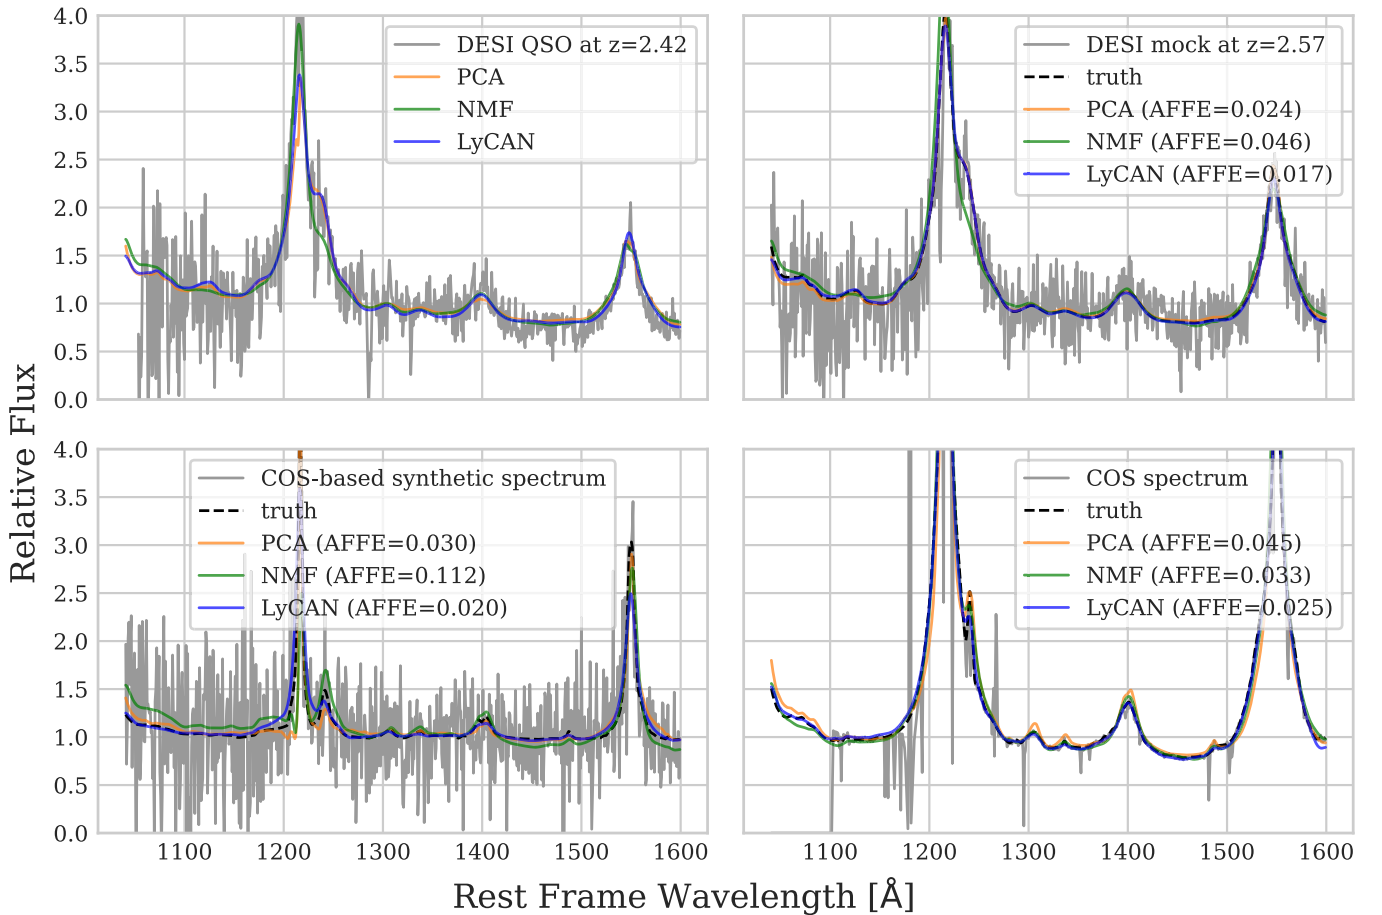 4.0
3.5
3.0
2.5
2.0
1.5
1.0
0.5
0.0
DESI QSO at z=2.42
PCA
NMF
LyCAN
DESI mock at z=2.57
truth
PCA (AFFE=0.024)
NMF (AFFE=0.046)
LyCAN (AFFE=0.017)
4.0
3.5
3.0
2.5
2.0
1.5
1.0
0.5
0.0
COS-based synthetic spectrum
truth
PCA (AFFE=0.030)
NMF (AFFE=0.112)
LyCAN (AFFE=0.020)
COS spectrum
truth
PCA (AFFE=0.045)
NMF (AFFE=0.033)
LyCAN (AFFE=0.025)
1100 1200 1300 1400 1500 1600
1100 1200 1300 1400 1500 1600
Relative Flux
Rest Frame Wavelength [Å]